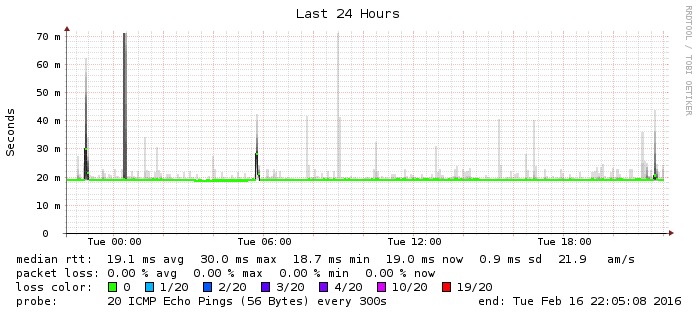 Last 24 Hours
RRDTOOL / TOBI OETIKER
Seconds
70 m
60 m
50 m
40 m
30 m
20 m
10 m
0
Tue 00:00 Tue 06:00 Tue 12:00 Tue 18:00
median rtt: 19.1 ms avg 30.0 ms max 18.7 ms min 19.0 ms now 0.9 ms sd 21.9 am/s
packet loss: 0.00 % avg 0.00 % max 0.00 % min 0.00 % now
loss color: 0 1/20 2/20 3/20 4/20 10/20 19/20
probe: 20 ICMP Echo Pings (56 Bytes) every 300s end: Tue Feb 16 22:05:08 2016